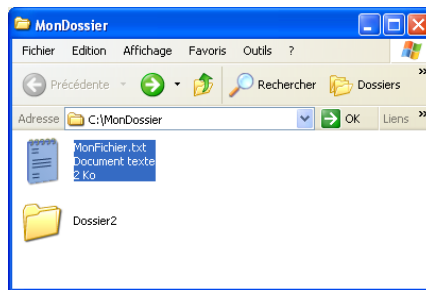 MonDossier
Fichier Edition Affichage Favoris Outils ?
Précédente Rechercher Dossiers »
Adresse C:\MonDossier OK Liens »
MonFichier.txt
Document texte
2 Ko
Dossier2